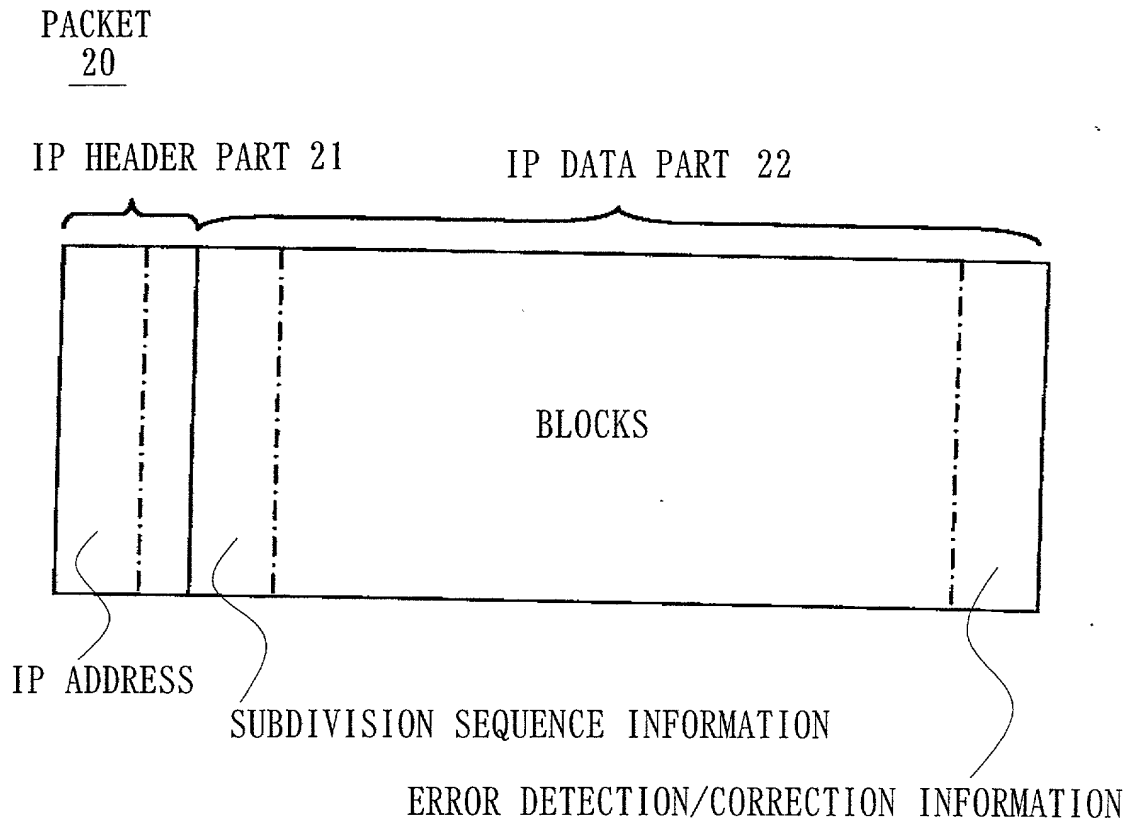 PACKET
20
IP HEADER PART 21
IP DATA PART 22
BLOCKS
IP ADDRESS
SUBDIVISION SEQUENCE INFORMATION
ERROR DETECTION/CORRECTION INFORMATION